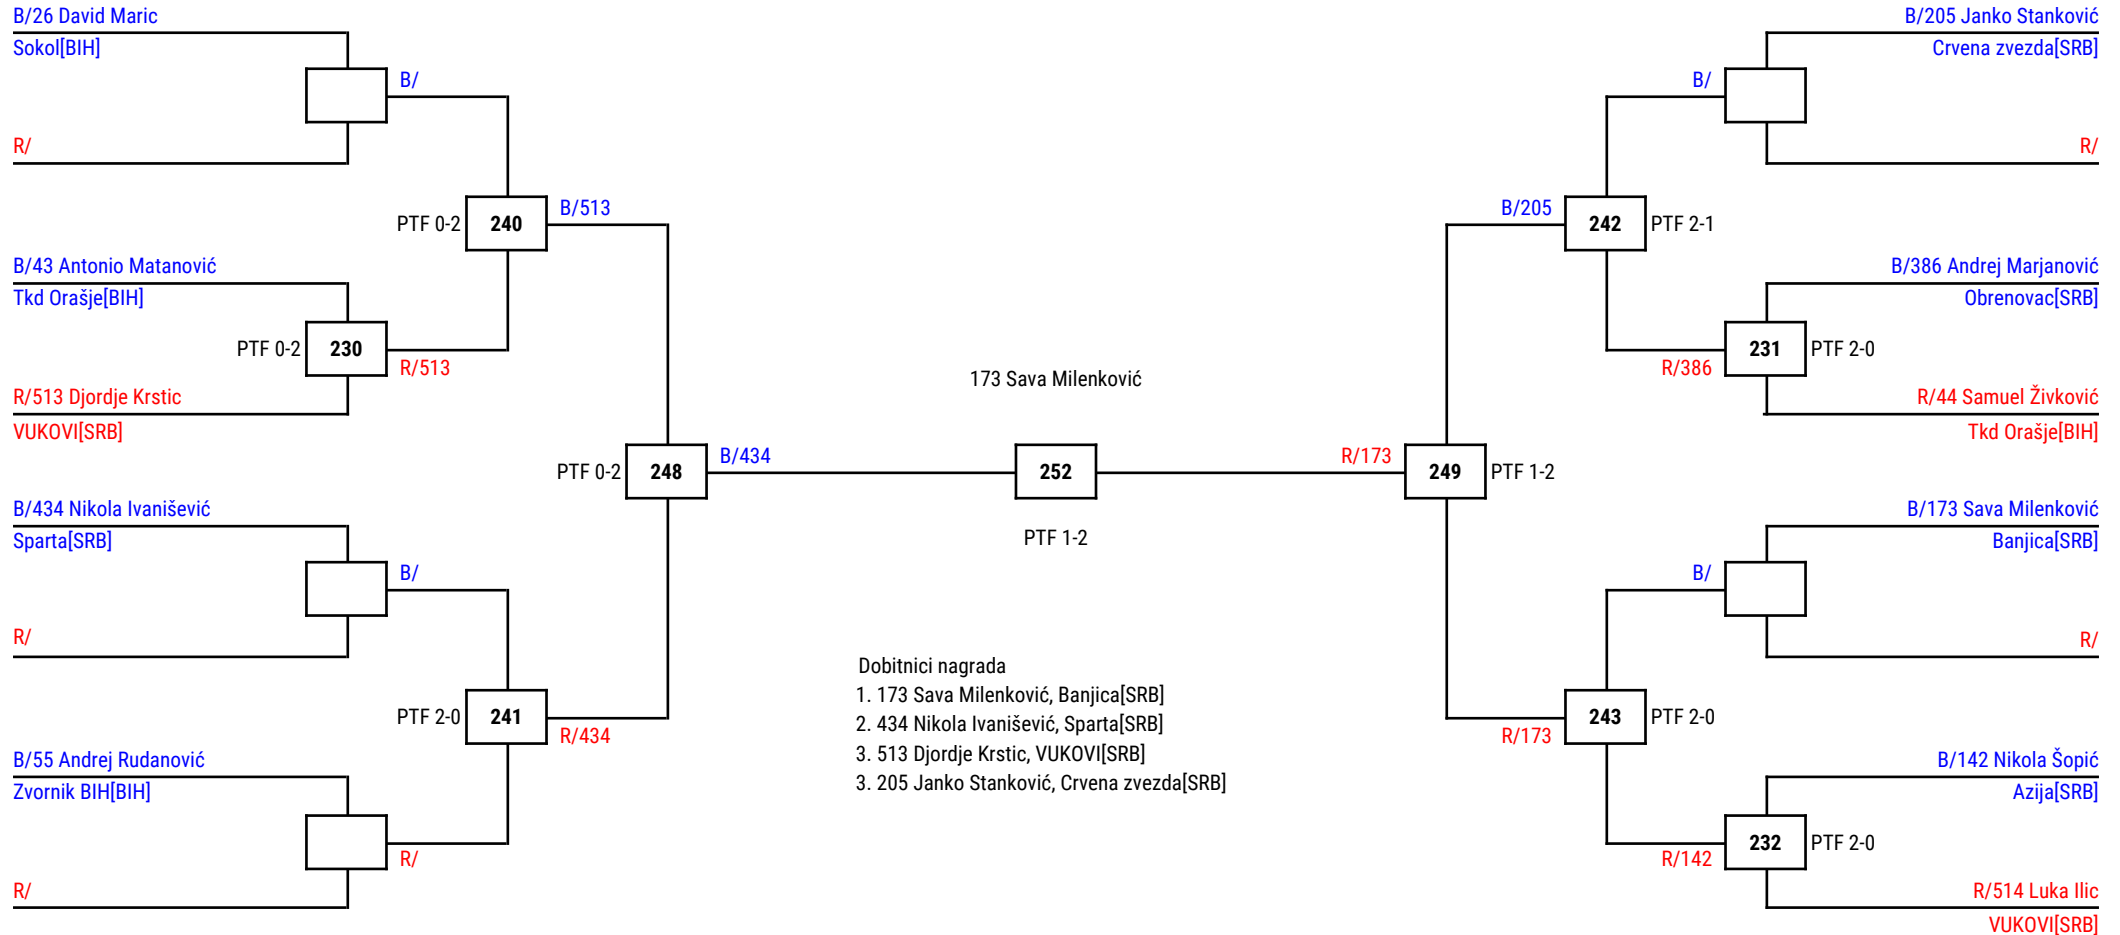 B/26 David Maric
Sokol[BIH]
B/
R/
PTF 0-2
240
B/513
B/43 Antonio Matanović
Tkd Orašje[BIH]
PTF 0-2
230
R/513
R/513 Djordje Krstic
VUKOVI[SRB]
PTF 0-2
248
B/434
B/434 Nikola Ivanišević
Sparta[SRB]
B/
R/
PTF 2-0
241
R/434
B/55 Andrej Rudanović
Zvornik BIH[BIH]
R/
R/
173 Sava Milenković
252
PTF 1-2
Dobitnici nagrada
1. 173 Sava Milenković, Banjica[SRB]
2. 434 Nikola Ivanišević, Sparta[SRB]
3. 513 Djordje Krstic, VUKOVI[SRB]
3. 205 Janko Stanković, Crvena zvezda[SRB]
B/205 Janko Stanković
Crvena zvezda[SRB]
B/
R/
B/205
242
PTF 2-1
B/386 Andrej Marjanović
Obrenovac[SRB]
R/386
231
PTF 2-0
R/44 Samuel Živković
Tkd Orašje[BIH]
R/173
249
PTF 1-2
B/173 Sava Milenković
Banjica[SRB]
B/
R/
R/173
243
PTF 2-0
B/142 Nikola Šopić
Azija[SRB]
R/142
232
PTF 2-0
R/514 Luka Ilic
VUKOVI[SRB]